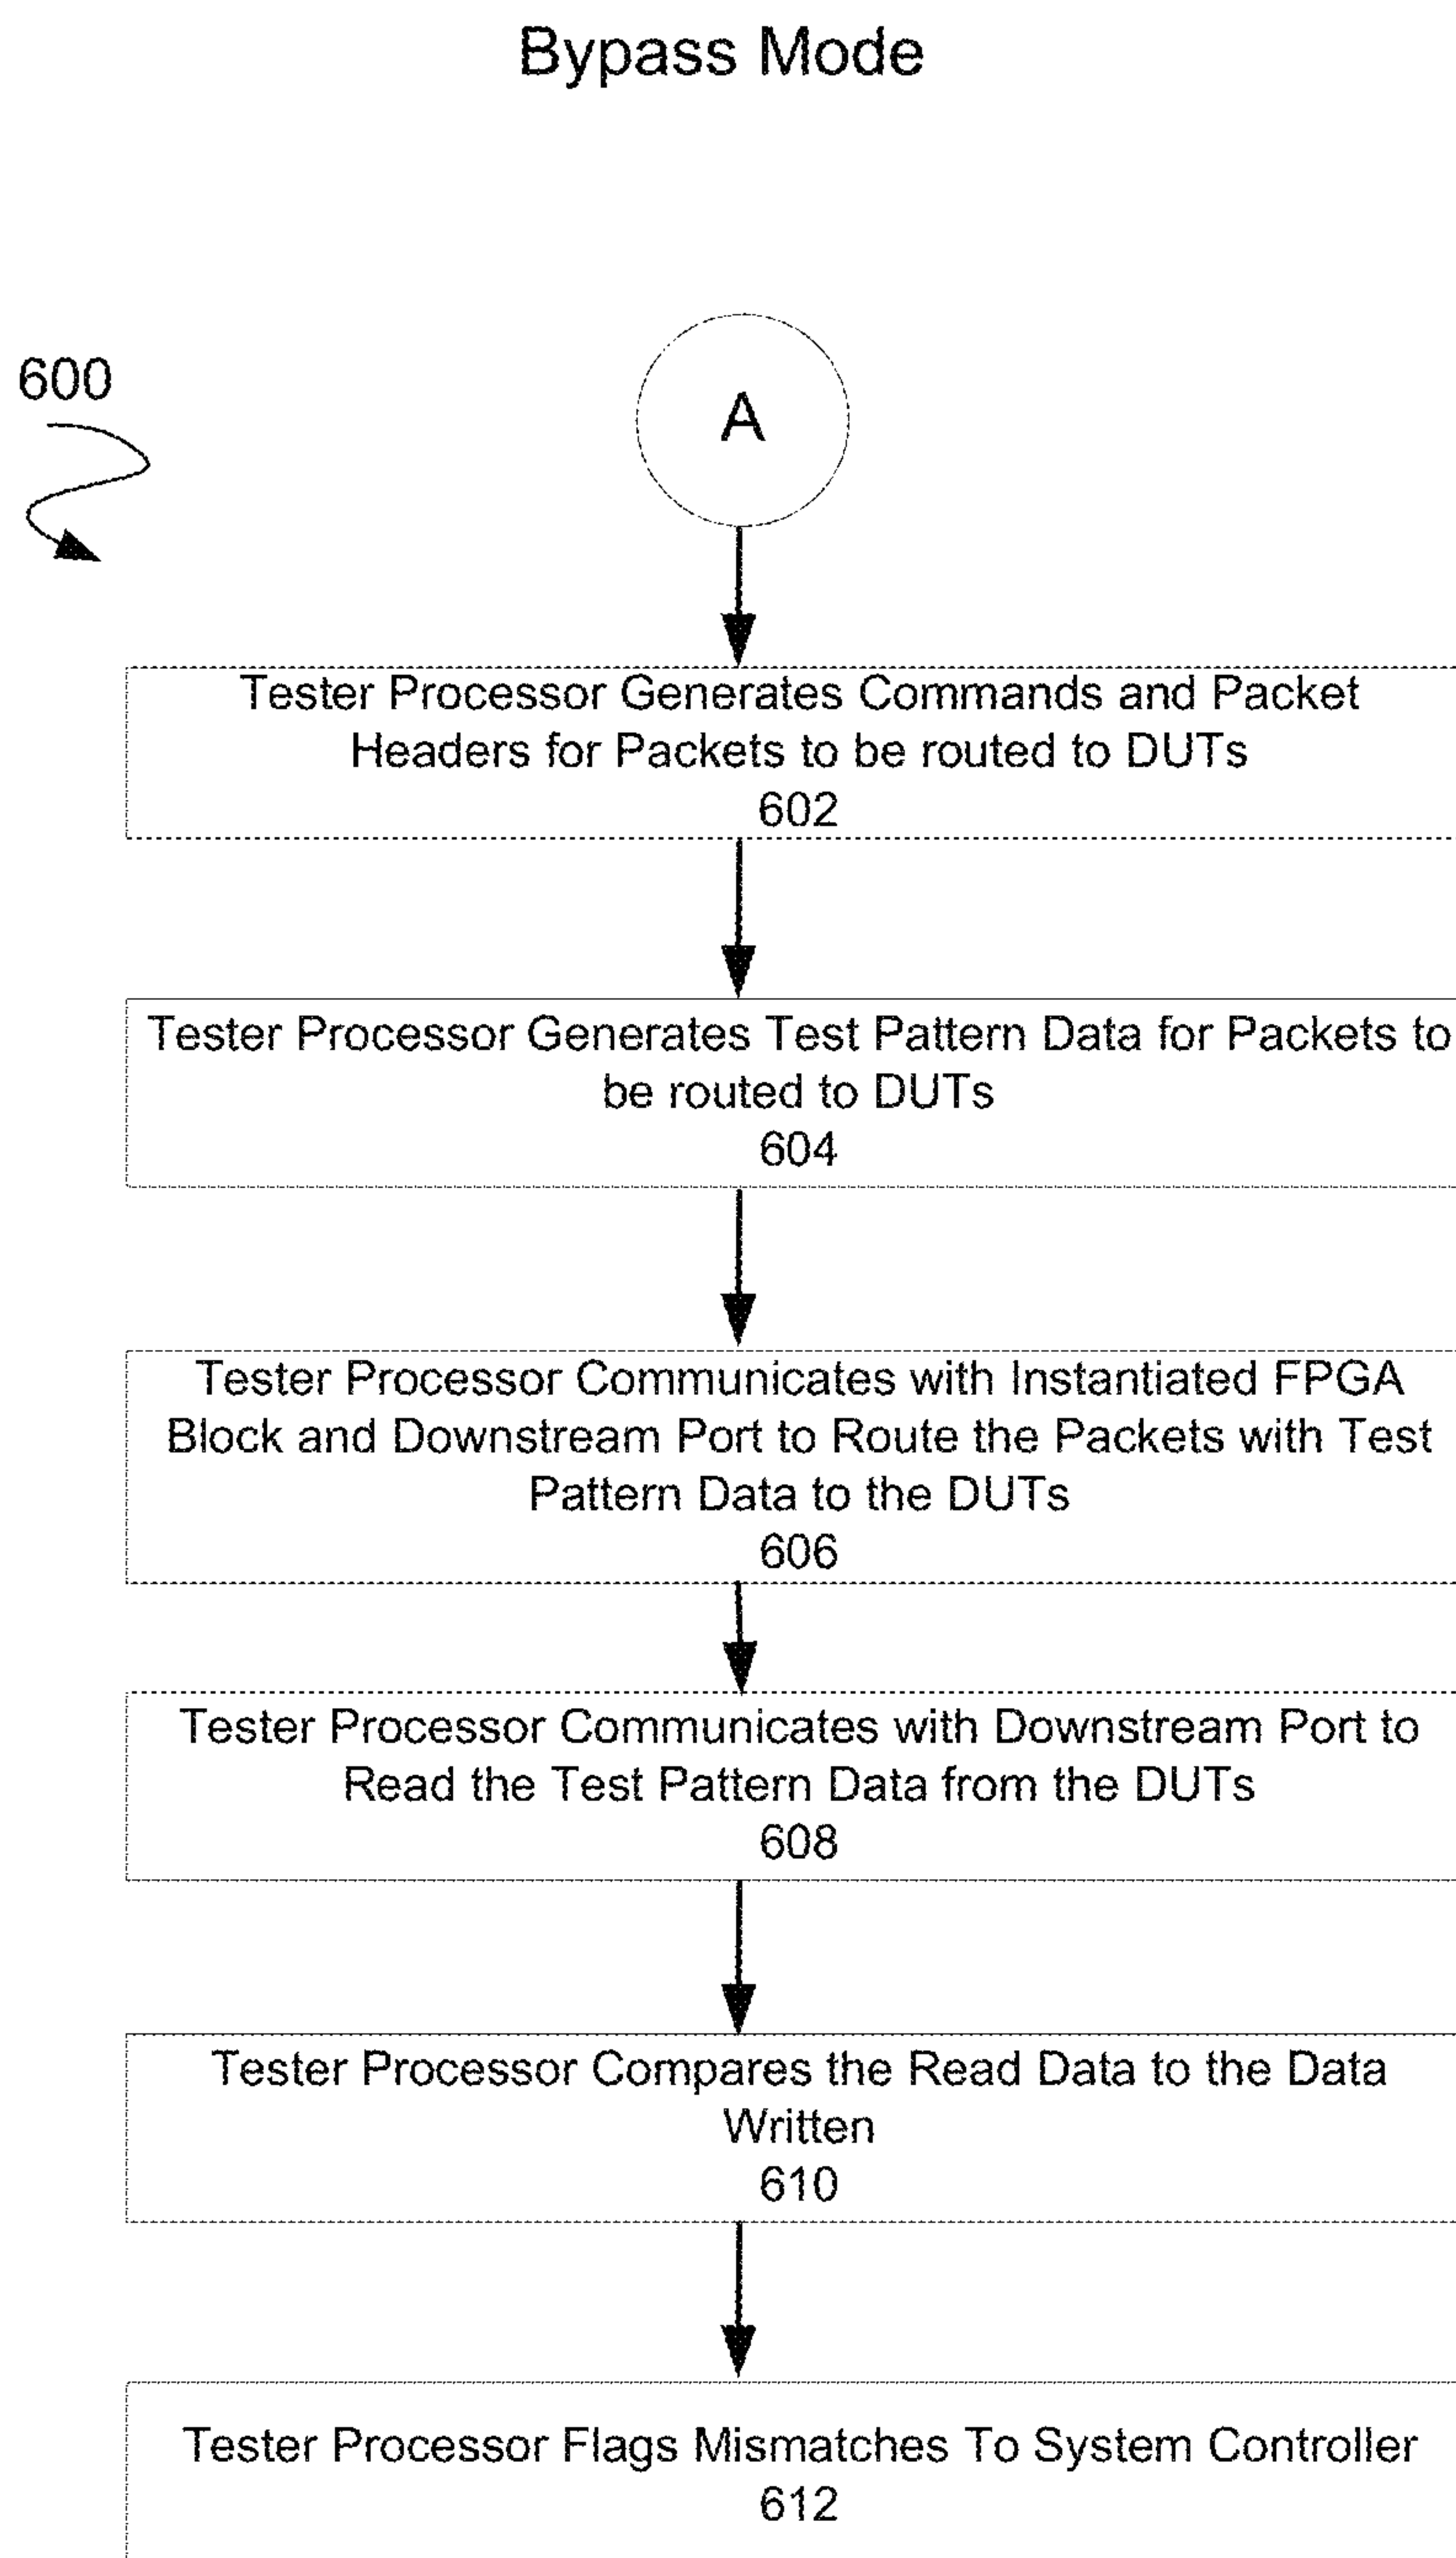 Bypass Mode
600
A
Tester Processor Generates Commands and Packet
Headers for Packets to be routed to DUTs
602
Tester Processor Generates Test Pattern Data for Packets to
be routed to DUTs
604
Tester Processor Communicates with Instantiated FPGA
Block and Downstream Port to Route the Packets with Test
Pattern Data to the DUTs
606
Tester Processor Communicates with Downstream Port to
Read the Test Pattern Data from the DUTs
608
Tester Processor Compares the Read Data to the Data
Written
610
Tester Processor Flags Mismatches To System Controller
612